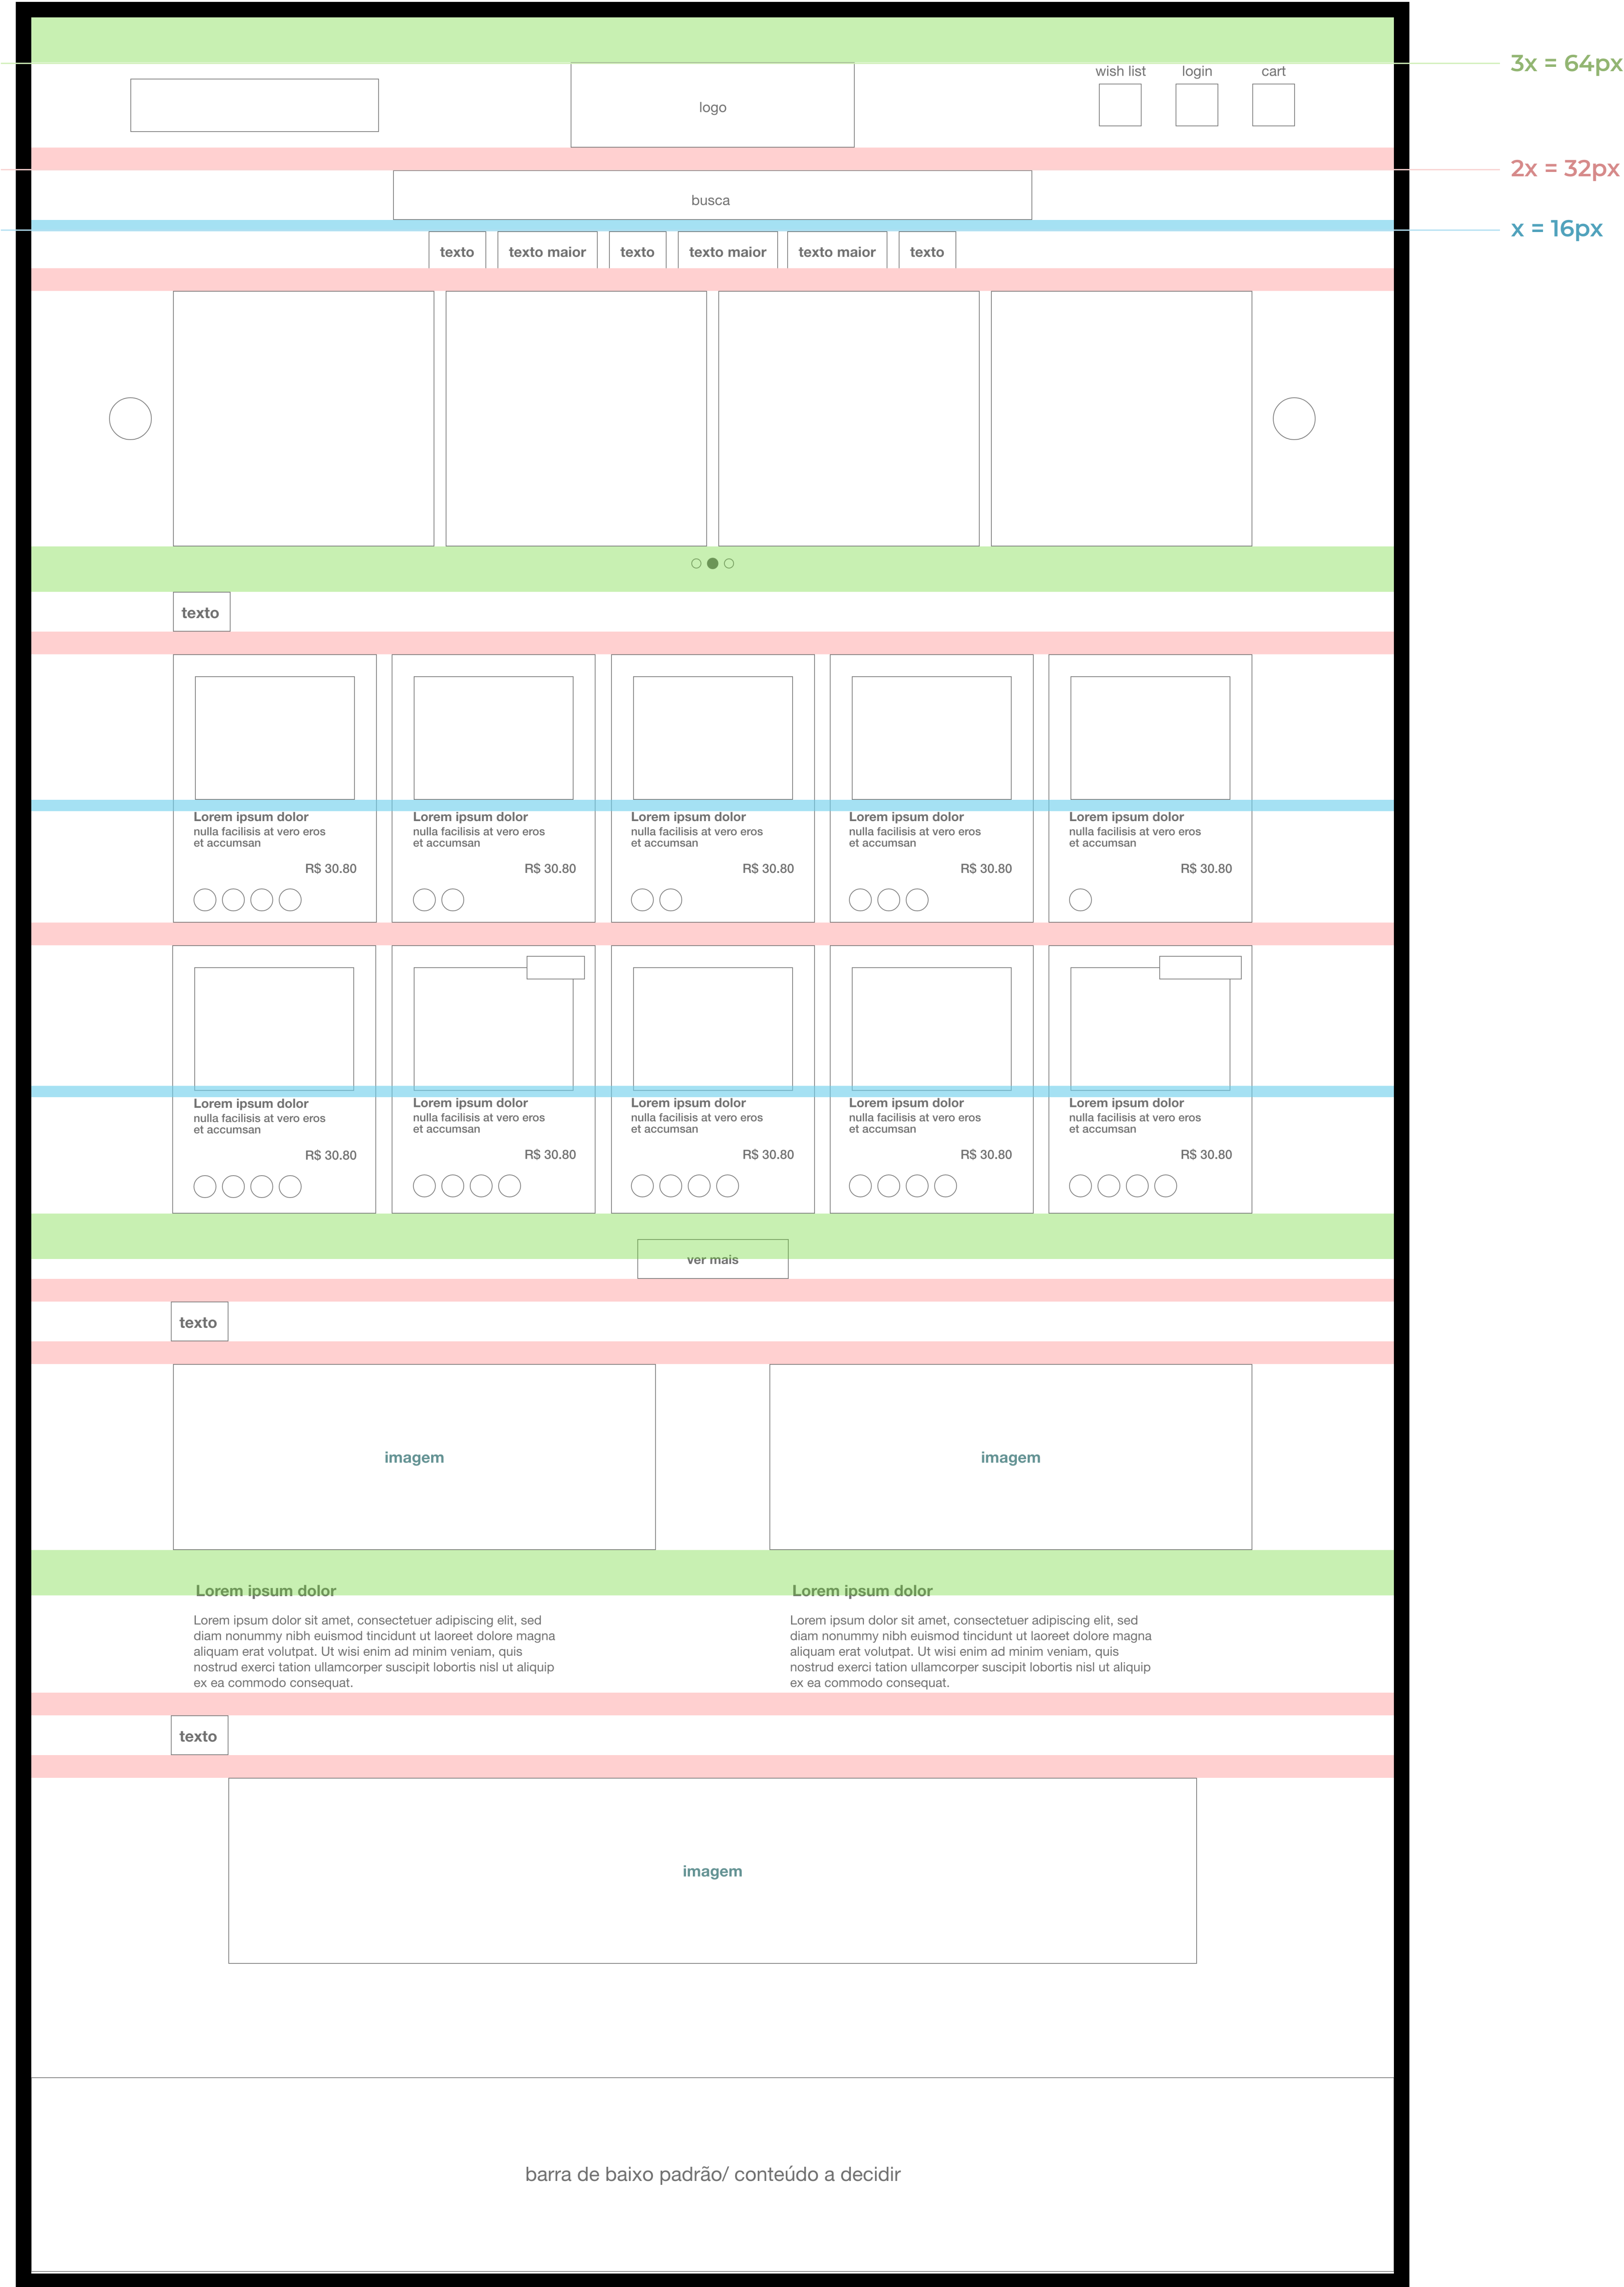 3x = 64px
wish list login cart
logo
2x = 32px
busca
x = 16px
texto texto maior texto texto maior texto maior texto
texto
Lorem ipsum dolor Lorem ipsum dolor Lorem ipsum dolor Lorem ipsum dolor Lorem ipsum dolor
nulla facilisis at vero eros nulla facilisis at vero eros nulla facilisis at vero eros nulla facilisis at vero eros nulla facilisis at vero eros
et accumsan et accumsan et accumsan et accumsan et accumsan
R$ 30.80 R$ 30.80 R$ 30.80 R$ 30.80 R$ 30.80
Lorem ipsum dolor Lorem ipsum dolor Lorem ipsum dolor Lorem ipsum dolor Lorem ipsum dolor
nulla facilisis at vero eros nulla facilisis at vero eros nulla facilisis at vero eros nulla facilisis at vero eros nulla facilisis at vero eros
et accumsan et accumsan et accumsan et accumsan et accumsan
R$ 30.80 R$ 30.80 R$ 30.80 R$ 30.80 R$ 30.80
ver mais
texto
imagem imagem
Lorem ipsum dolor
Lorem ipsum dolor sit amet, consectetuer adipiscing elit, sed
diam nonummy nibh euismod tincidunt ut laoreet dolore magna
aliquam erat volutpat. Ut wisi enim ad minim veniam, quis
nostrud exerci tation ullamcorper suscipit lobortis nisl ut aliquip
ex ea commodo consequat.
Lorem ipsum dolor
Lorem ipsum dolor sit amet, consectetuer adipiscing elit, sed
diam nonummy nibh euismod tincidunt ut laoreet dolore magna
aliquam erat volutpat. Ut wisi enim ad minim veniam, quis
nostrud exerci tation ullamcorper suscipit lobortis nisl ut aliquip
ex ea commodo consequat.
texto
imagem
barra de baixo padrão/ conteúdo a decidir